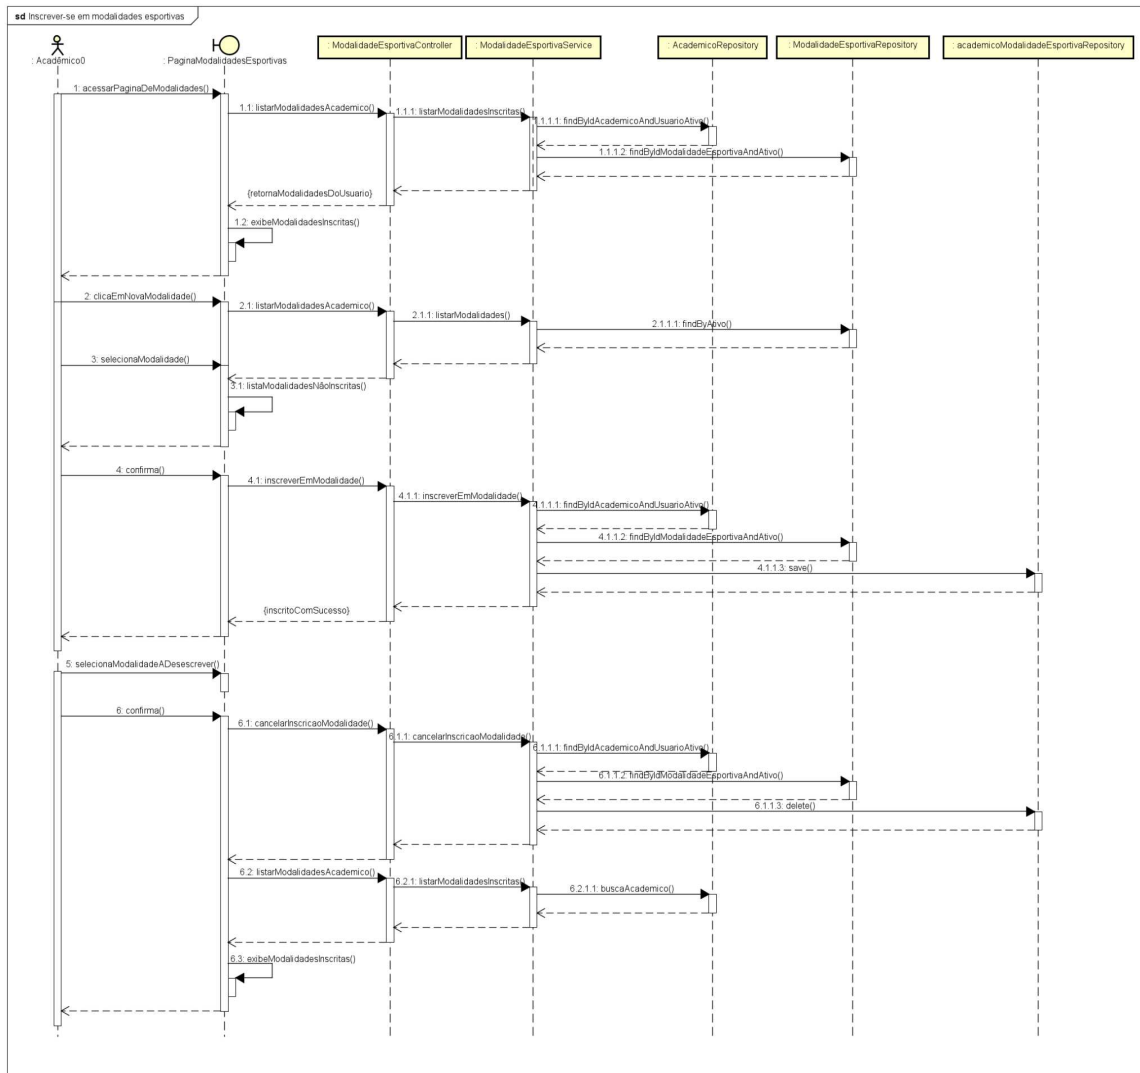 sd Inscrever-se em modalidades esportivas
: Acadêmico0
: PaginaModalidadesEsportivas
: ModalidadeEsportivaController
: ModalidadeEsportivaService
: AcademicoRepository
: ModalidadeEsportivaRepository
: academicoModalidadeEsportivaRepository
1: acessarPaginaDeModalidades()
1.1: listarModalidadesAcademico()
1.1.1: listarModalidadesInscritas()
1.1.1.1: findByIdAcademicoAndUsuarioAtivo()
1.1.1.2: findByIdModalidadeEsportivaAndAtivo()
{retornaModalidadesDoUsuario}
1.2: exibeModalidadesInscritas()
2: clicaEmNovaModalidade()
2.1: listarModalidadesAcademico()
2.1.1: listarModalidades()
2.1.1.1: findByAtivo()
3: selecionaModalidade()
3.1: listaModalidadesNãoInscritas()
4: confirma()
4.1: inscreverEmModalidade()
4.1.1: inscreverEmModalidade()
4.1.1.1: findByIdAcademicoAndUsuarioAtivo()
4.1.1.2: findByIdModalidadeEsportivaAndAtivo()
4.1.1.3: save()
{inscritoComSucesso}
5: selecionaModalidadeADesescrever()
6: confirma()
6.1: cancelarInscricaoModalidade()
6.1.1: cancelarInscricaoModalidade()
6.1.1.1: findByIdAcademicoAndUsuarioAtivo()
6.1.1.2: findByIdModalidadeEsportivaAndAtivo()
6.1.1.3: delete()
6.2: listarModalidadesAcademico()
6.2.1: listarModalidadesInscritas()
6.2.1.1: buscaAcademico()
6.3: exibeModalidadesInscritas()